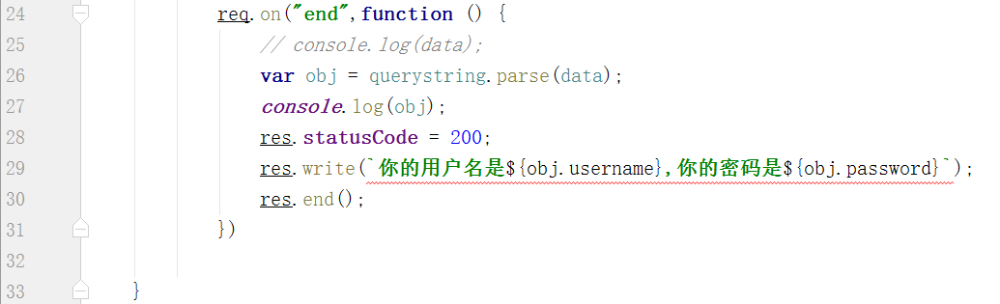 24 req.on("end",function () {
25 // console.log(data);
26 var obj = querystring.parse(data);
27 console.log(obj);
28 res.statusCode = 200;
29 res.write(`你的用户名是${obj.username},你的密码是${obj.password}`);
30 res.end();
31 })
32
33 }